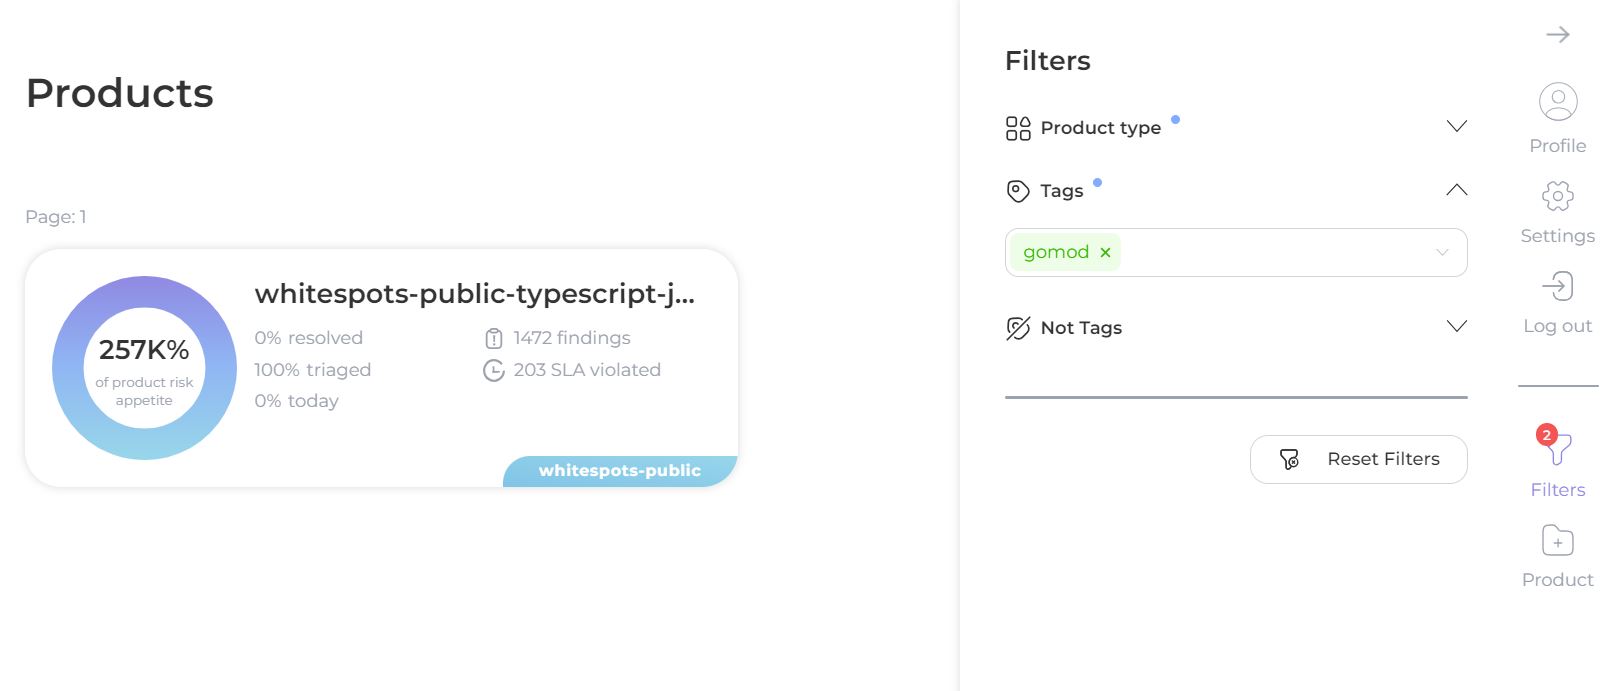 Products
Page: 1
257K%
of product risk
appetite
whitespots-public-typescript-j...
0% resolved
100% triaged
0% today
1472 findings
203 SLA violated
whitespots-public
Filters
Product type
Tags
gomod
Not Tags
Reset Filters
Profile
Settings
Log out
2
Filters
Product